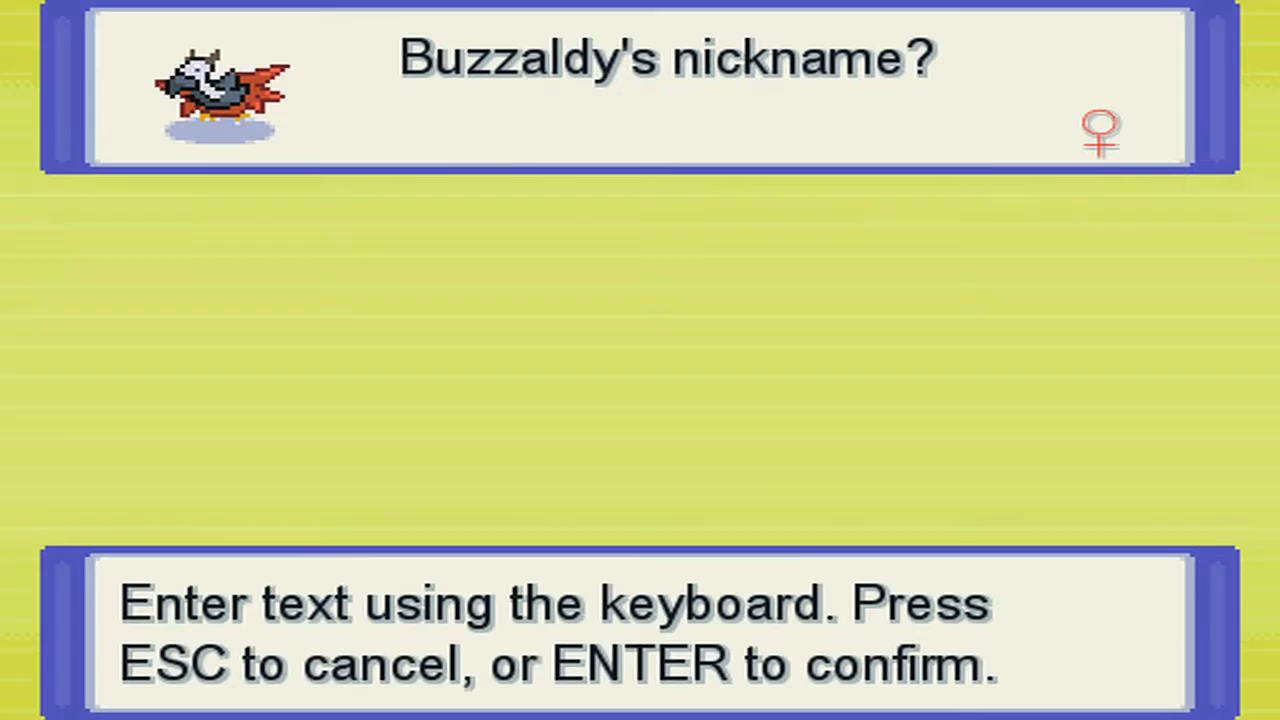 Buzzaldy's nickname?
♀
Enter text using the keyboard. Press
ESC to cancel, or ENTER to confirm.